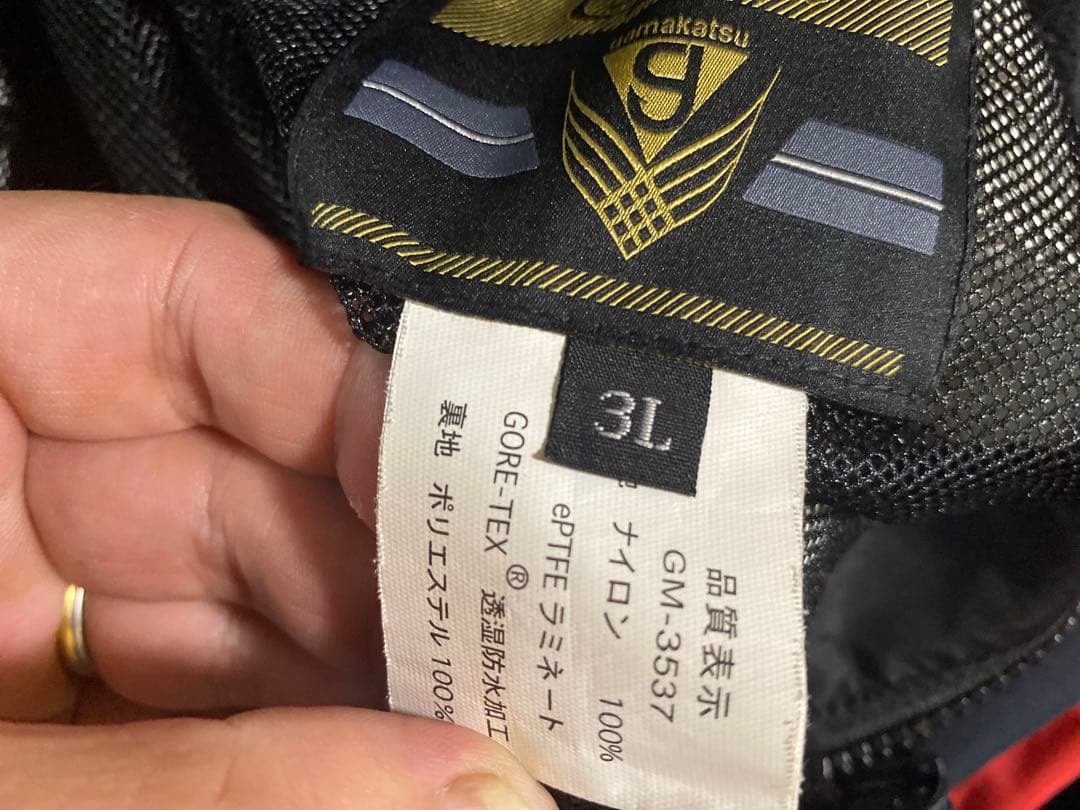 gamakatsu
3L
品質表示
GM-3537
ナイロン 100%
ePTFE ラミネート
GORE-TEX® 透湿防水加工
裏地 ポリエステル 100%